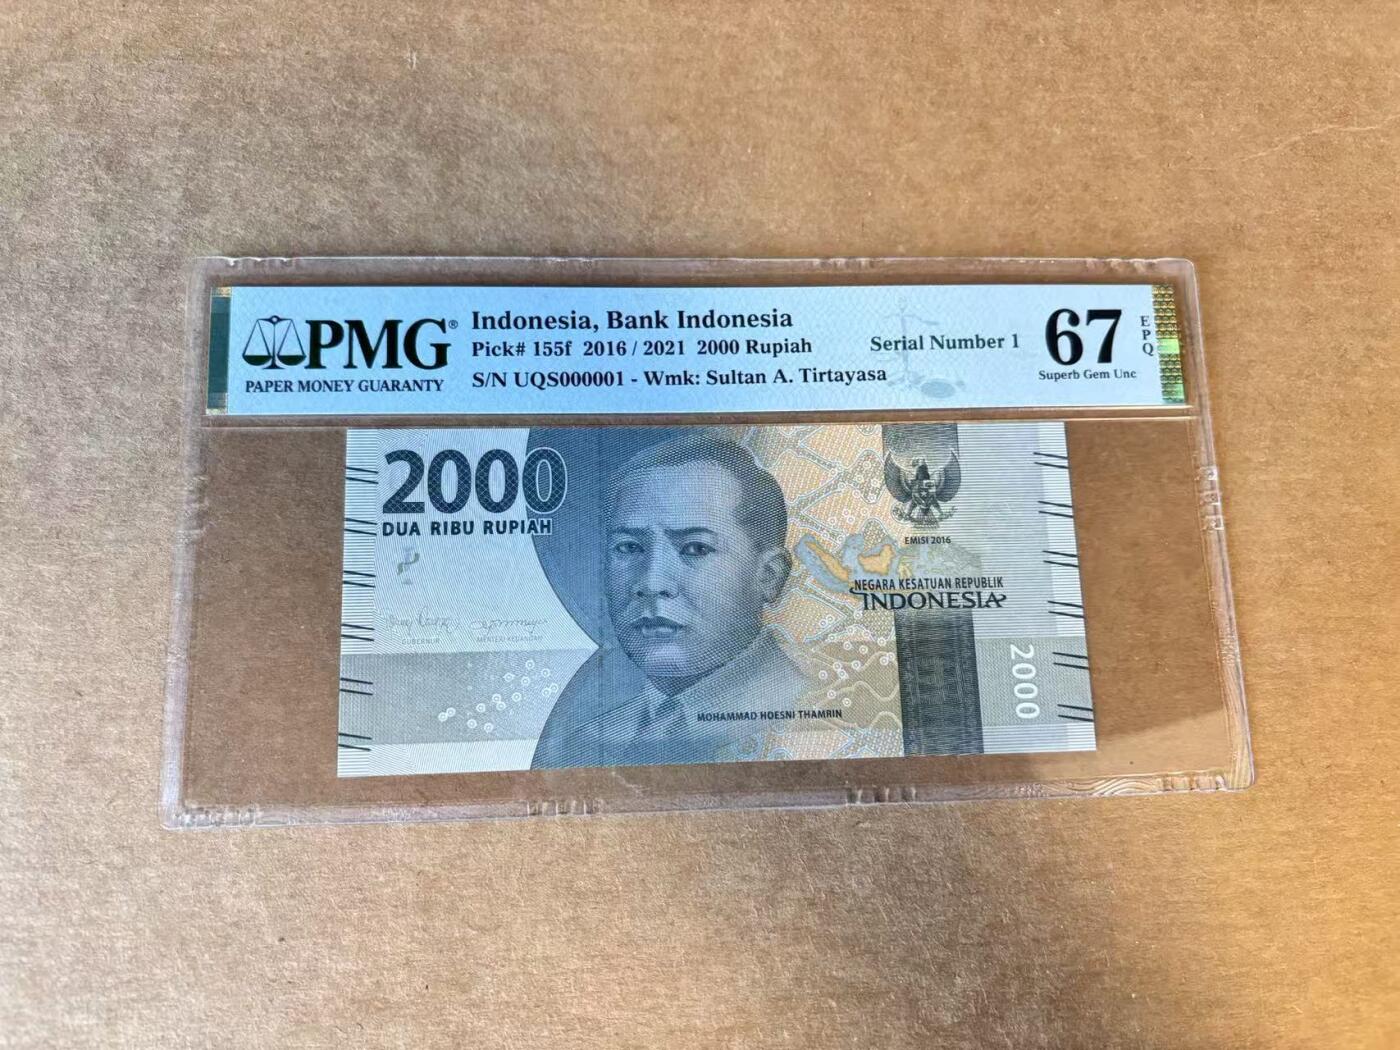 PMG®
PAPER MONEY GUARANTY
Indonesia, Bank Indonesia
Pick# 155f 2016 / 2021 2000 Rupiah
S/N UQS000001 - Wmk: Sultan A. Tirtayasa
Serial Number 1
67
EPQ
Superb Gem Unc
2000
DUA RIBU RUPIAH
EMISI 2016
NEGARA KESATUAN REPUBLIK
INDONESIA
GUBERNUR
MENTERI KEUANGAN
MOHAMMAD HOESNI THAMRIN
2000